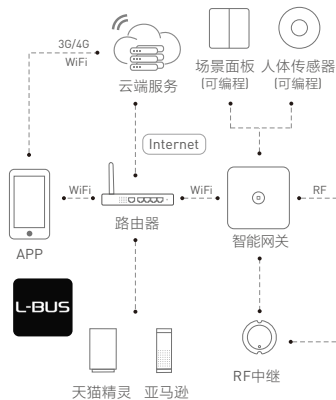 3G/4G
WiFi
云端服务
场景面板 人体传感器
(可编程) (可编程)
Internet
WiFi
WiFi
RF
路由器
APP
智能网关
L-BUS
RF中继
天猫精灵 亚马逊